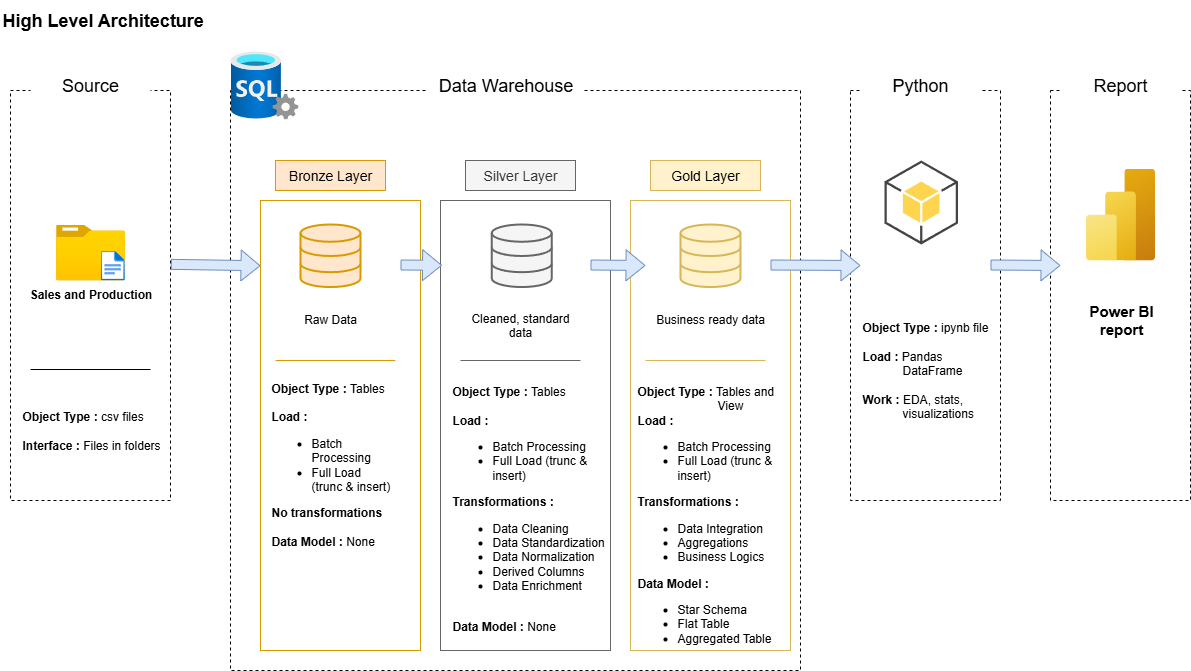 High Level Architecture
Source
SQL
Data Warehouse
Python
Report
Bronze Layer
Silver Layer
Gold Layer
Sales and Production
Object Type : csv files
Interface : Files in folders
Raw Data
Object Type : Tables
Load :
Batch
Processing
Full Load
(trunc & insert)
No transformations
Data Model : None
Cleaned, standard
data
Object Type : Tables
Load :
Batch Processing
Full Load (trunc &
insert)
Transformations :
Data Cleaning
Data Standardization
Data Normalization
Derived Columns
Data Enrichment
Data Model : None
Business ready data
Object Type : Tables and
View
Load :
Batch Processing
Full Load (trunc &
insert)
Transformations :
Data Integration
Aggregations
Business Logics
Data Model :
Star Schema
Flat Table
Aggregated Table
Object Type : ipynb file
Load : Pandas
DataFrame
Work : EDA, stats,
visualizations
Power BI
report